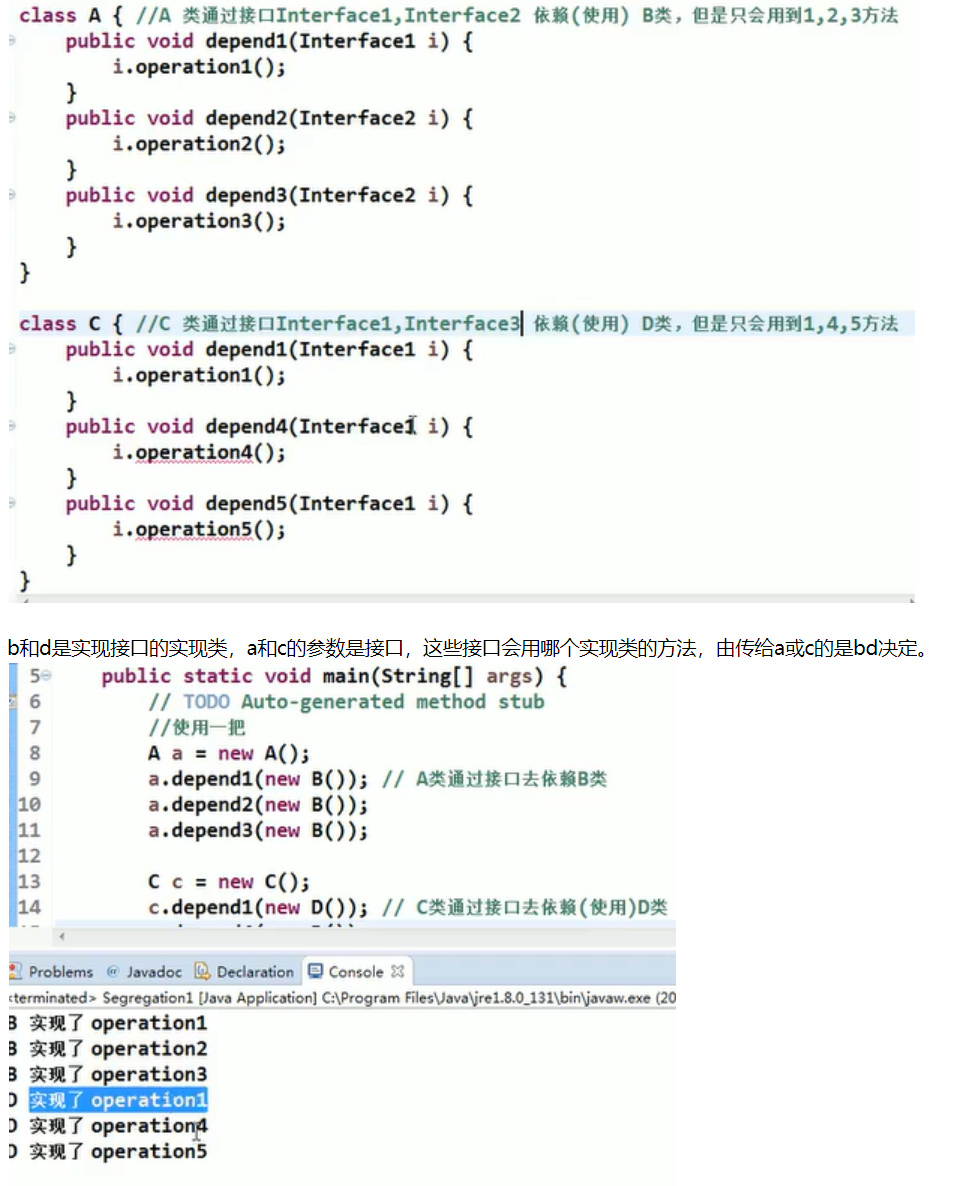 class A { //A 类通过接口Interface1,Interface2 依赖(使用) B类，但是只会用到1,2,3方法
public void depend1(Interface1 i) {
i.operation1();
}
public void depend2(Interface2 i) {
i.operation2();
}
public void depend3(Interface2 i) {
i.operation3();
}
}
class C { //C 类通过接口Interface1,Interface3 依赖(使用) D类，但是只会用到1,4,5方法
public void depend1(Interface1 i) {
i.operation1();
}
public void depend4(Interface1 i) {
i.operation4();
}
public void depend5(Interface1 i) {
i.operation5();
}
}
b和d是实现接口的实现类，a和c的参数是接口，这些接口会用哪个实现类的方法，由传给a或c的是bd决定。
5 public static void main(String[] args) {
6 // TODO Auto-generated method stub
7 //使用一把
8 A a = new A();
9 a.depend1(new B()); // A类通过接口去依赖B类
10 a.depend2(new B());
11 a.depend3(new B());
12
13 C c = new C();
14 c.depend1(new D()); // C类通过接口去依赖(使用)D类
Problems @ Javadoc Declaration Console
<terminated> Segregation1 [Java Application] C:\Program Files\Java\jre1.8.0_131\bin\javaw.exe (20
B 实现了 operation1
B 实现了 operation2
B 实现了 operation3
D 实现了 operation1
D 实现了 operation4
D 实现了 operation5